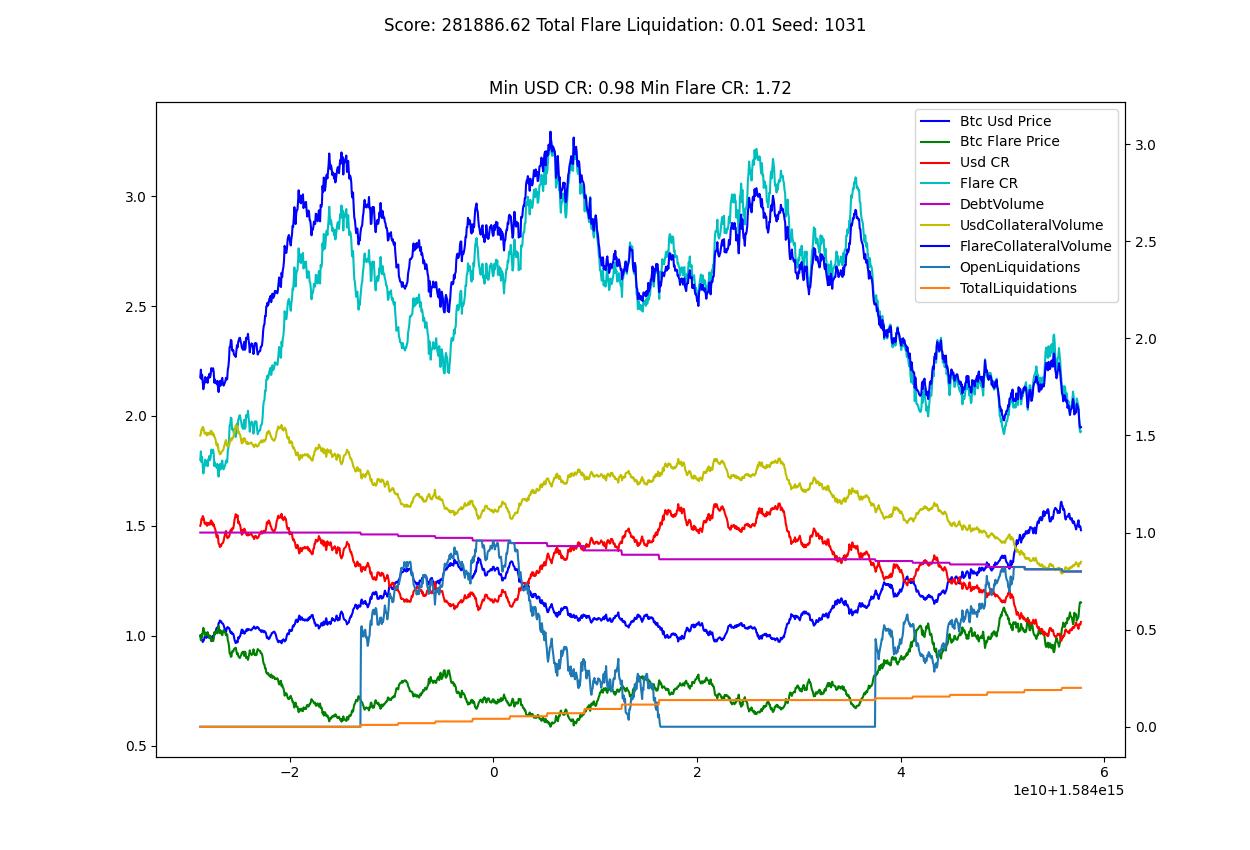 Score: 281886.62 Total Flare Liquidation: 0.01 Seed: 1031
Min USD CR: 0.98 Min Flare CR: 1.72
Btc Usd Price
Btc Flare Price
Usd CR
Flare CR
DebtVolume
UsdCollateralVolume
FlareCollateralVolume
OpenLiquidations
TotalLiquidations
3.0
2.5
2.0
1.5
1.0
0.5
3.0
2.5
2.0
1.5
1.0
0.5
0.0
−2 0 2 4 6
1e10+1.584e15